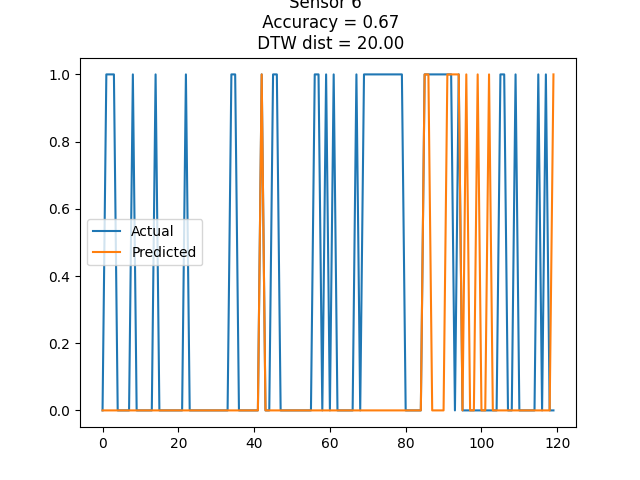 Sensor 6
Accuracy = 0.67
DTW dist = 20.00
1.0
0.8
0.6
0.4
0.2
0.0
Actual
Predicted
0 20 40 60 80 100 120